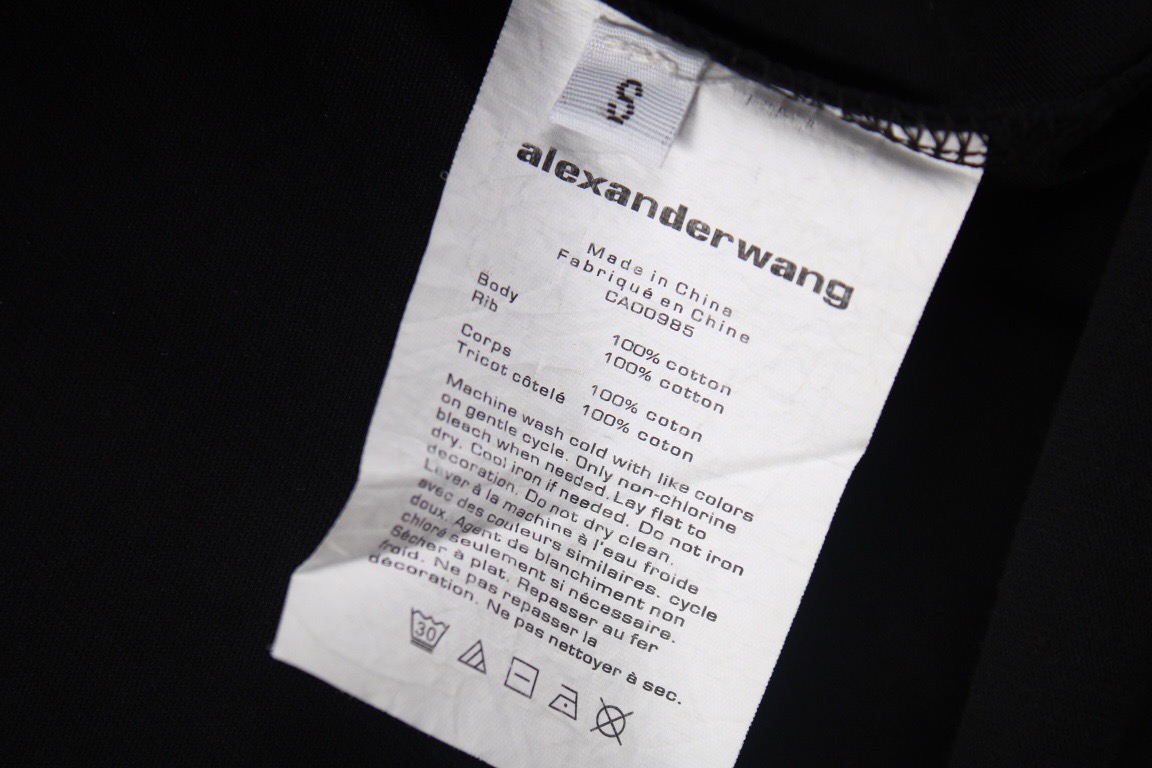 S
alexanderwang
Made in China
Fabriqué en Chine
CA00985
Body 100% cotton
Rib 100% cotton
Corps 100% coton
Tricot côtelé 100% coton
Machine wash cold with like colors
on gentle cycle. Only non-chlorine
bleach when needed. Lay flat to
dry. Cool iron if needed. Do not iron
decoration. Do not dry clean.
Laver à la machine à l'eau froide
avec des couleurs similaires. cycle
doux. Agent de blanchiment non
chloré seulement si nécessaire.
Sécher à plat. Repasser au fer
froid. Ne pas repasser la
décoration. Ne pas nettoyer à sec.
30